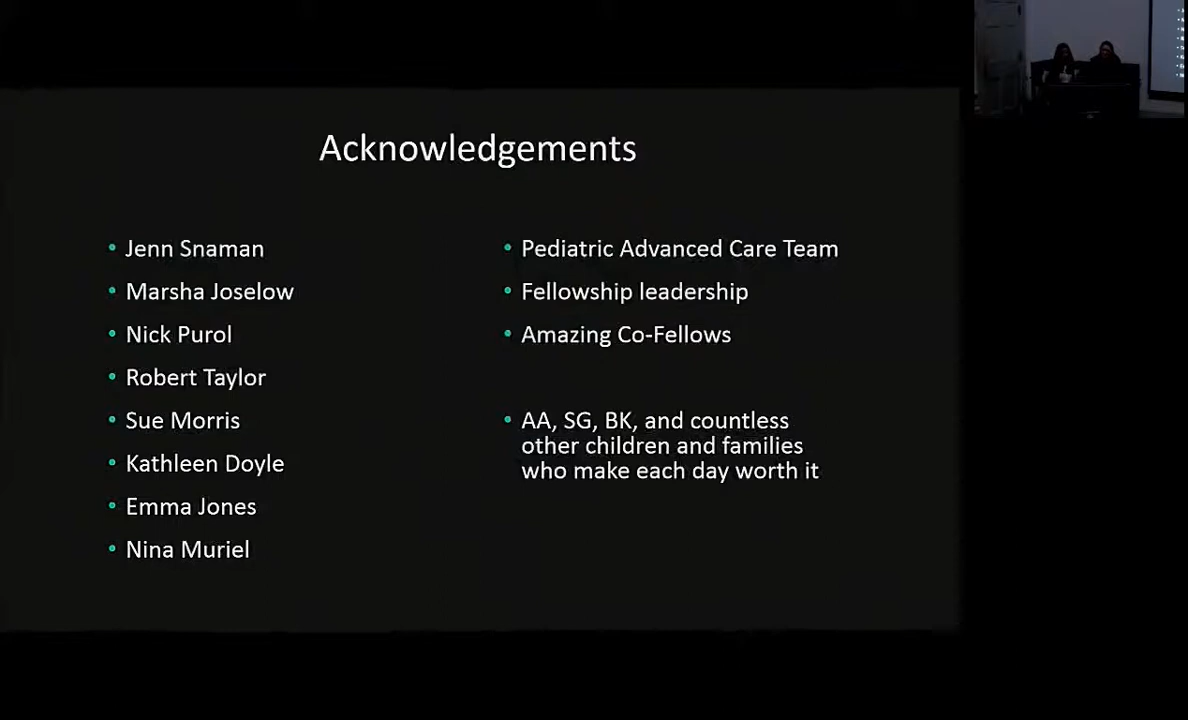 Acknowledgements
Jenn Snaman
Marsha Joselow
Nick Purol
Robert Taylor
Sue Morris
Kathleen Doyle
Emma Jones
Nina Muriel
Pediatric Advanced Care Team
Fellowship leadership
Amazing Co-Fellows
AA, SG, BK, and countless
other children and families
who make each day worth it